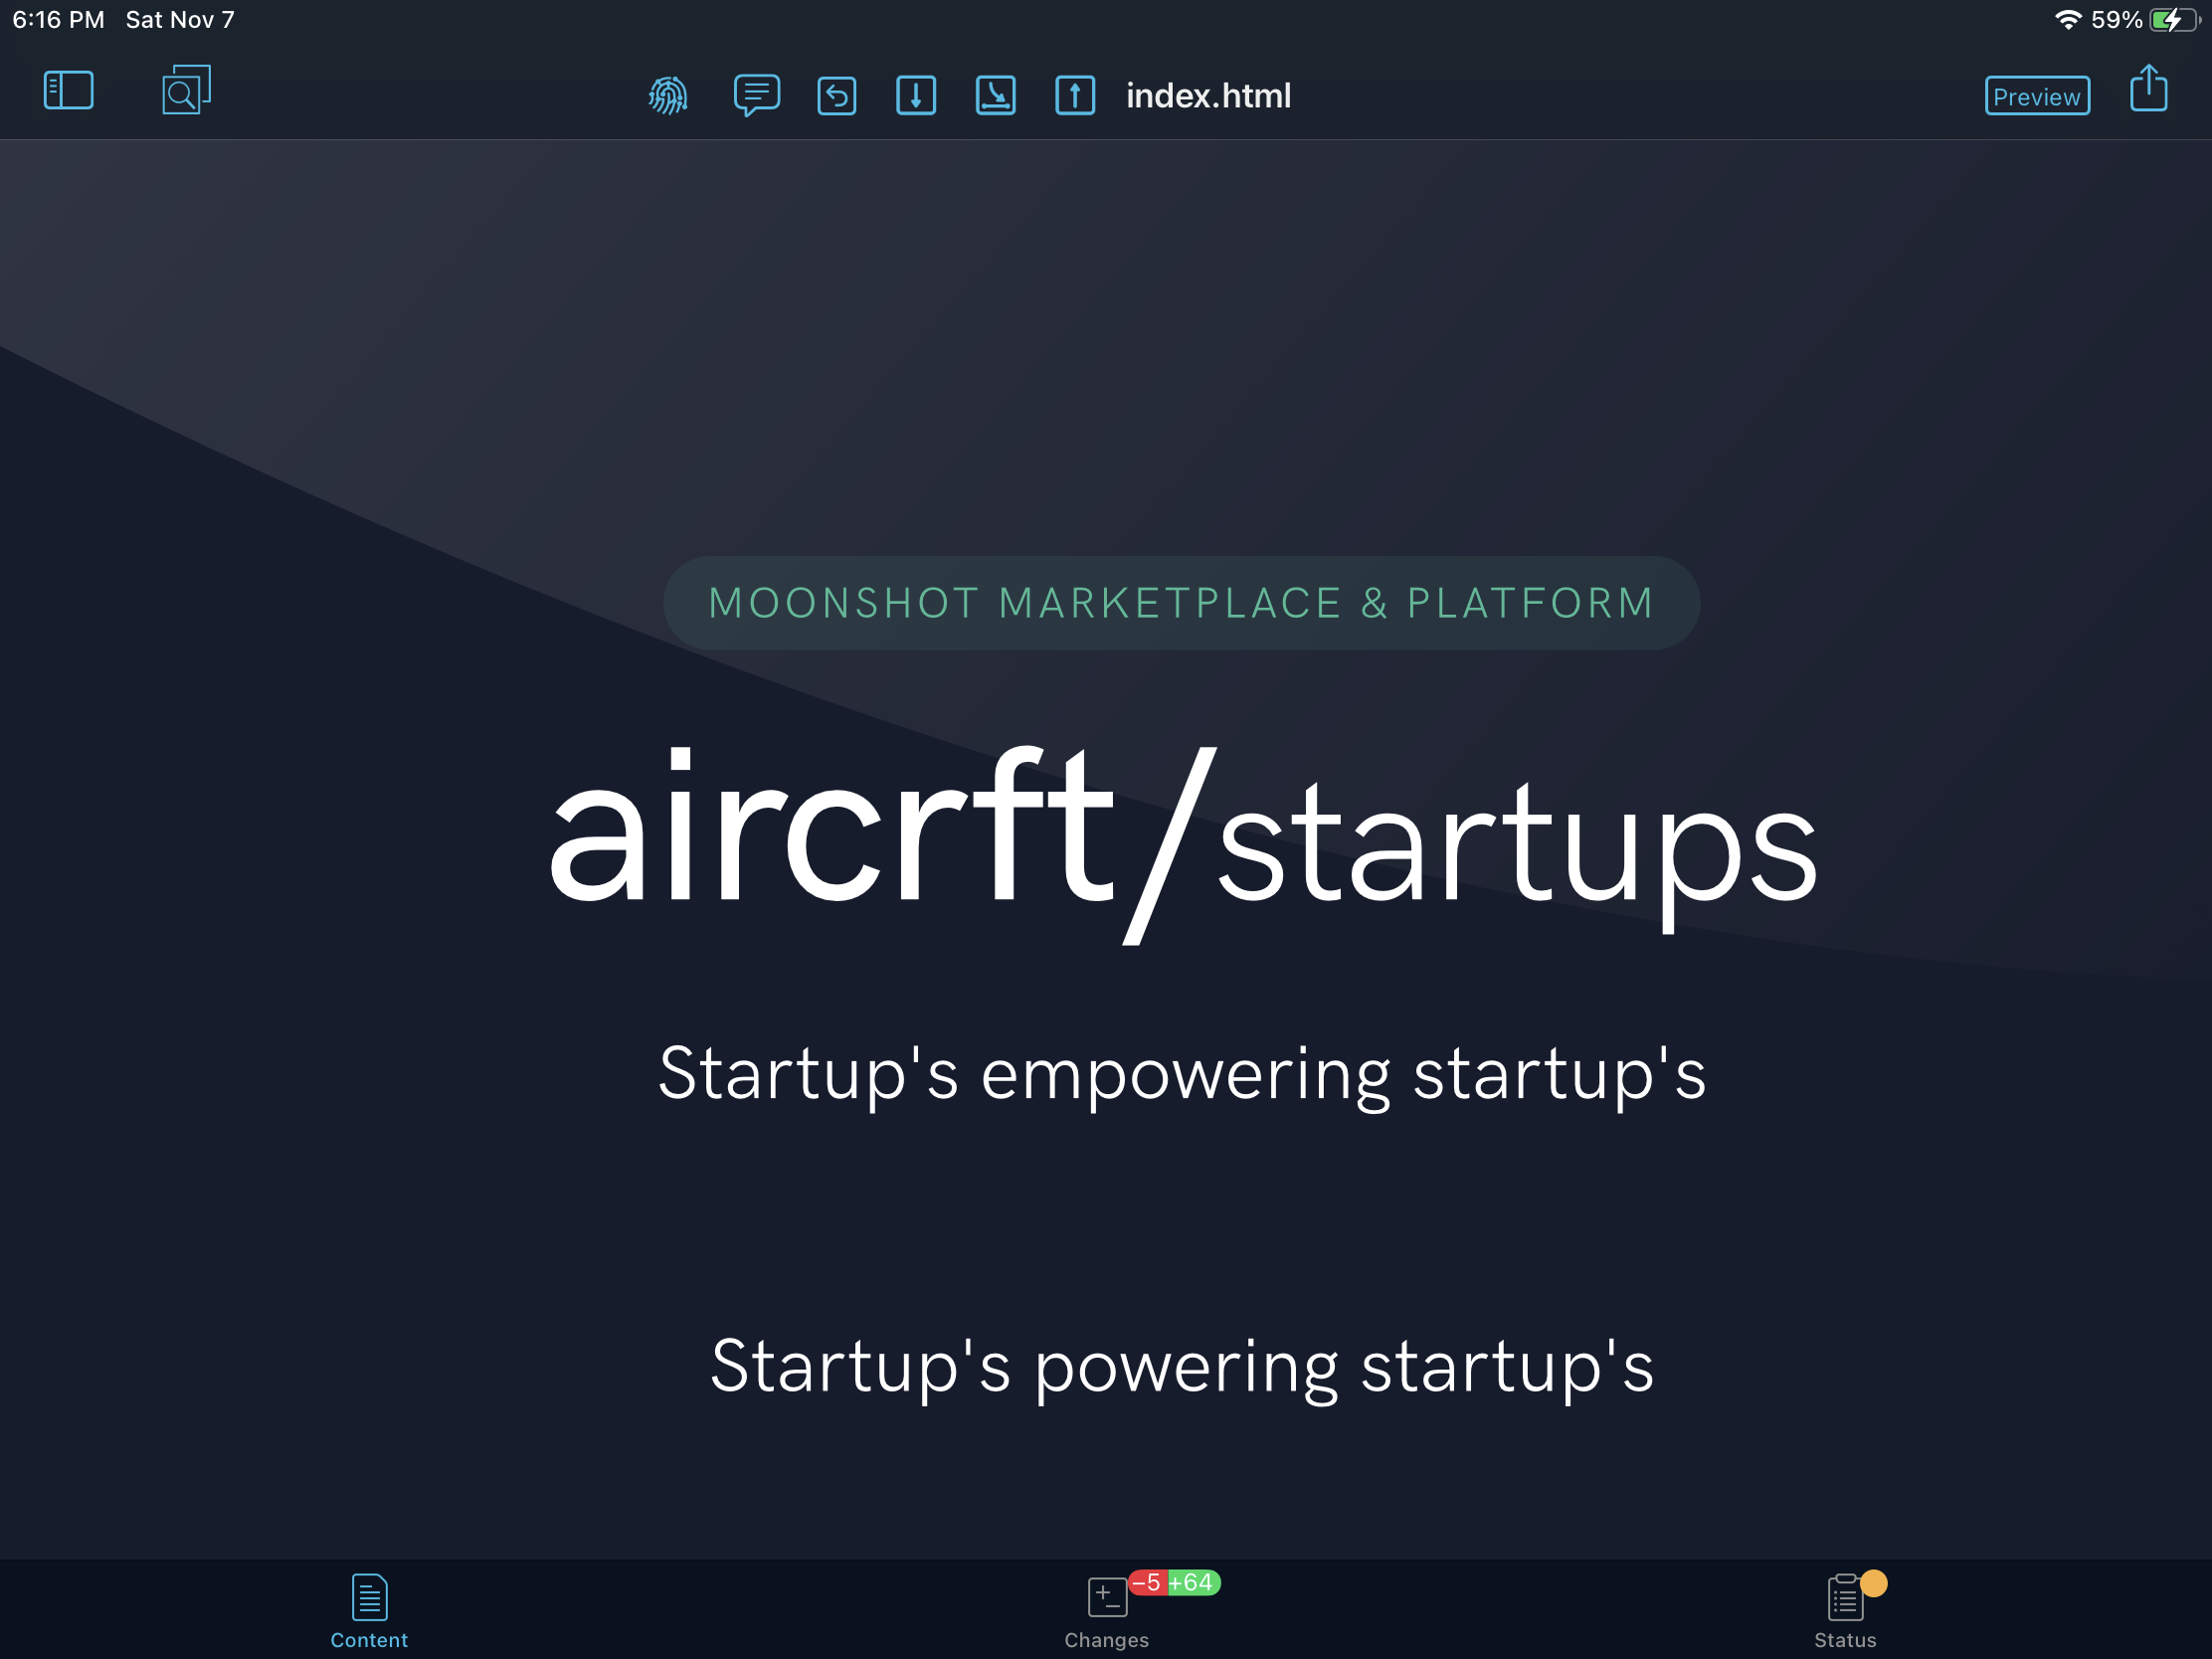 6:16 PM Sat Nov 7 59%
index.html Preview
MOONSHOT MARKETPLACE & PLATFORM
aircrft/startups
Startup's empowering startup's
Startup's powering startup's
−5 +64
Content Changes Status